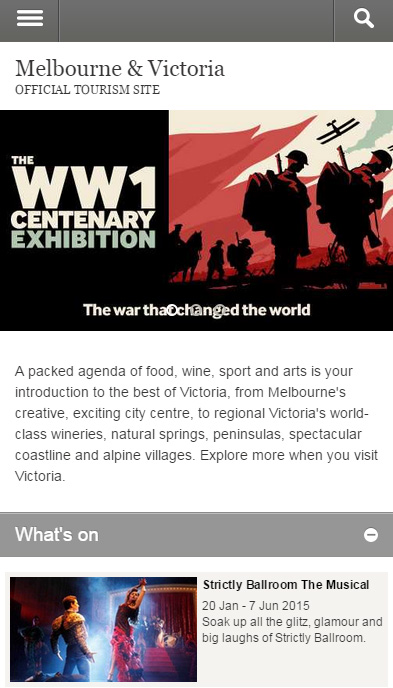 Melbourne & Victoria
OFFICIAL TOURISM SITE
THE
WW1
CENTENARY
EXHIBITION
The war that changed the world
A packed agenda of food, wine, sport and arts is your
introduction to the best of Victoria, from Melbourne's
creative, exciting city centre, to regional Victoria's world-
class wineries, natural springs, peninsulas, spectacular
coastline and alpine villages. Explore more when you visit
Victoria.
What's on
Strictly Ballroom The Musical
20 Jan - 7 Jun 2015
Soak up all the glitz, glamour and
big laughs of Strictly Ballroom.